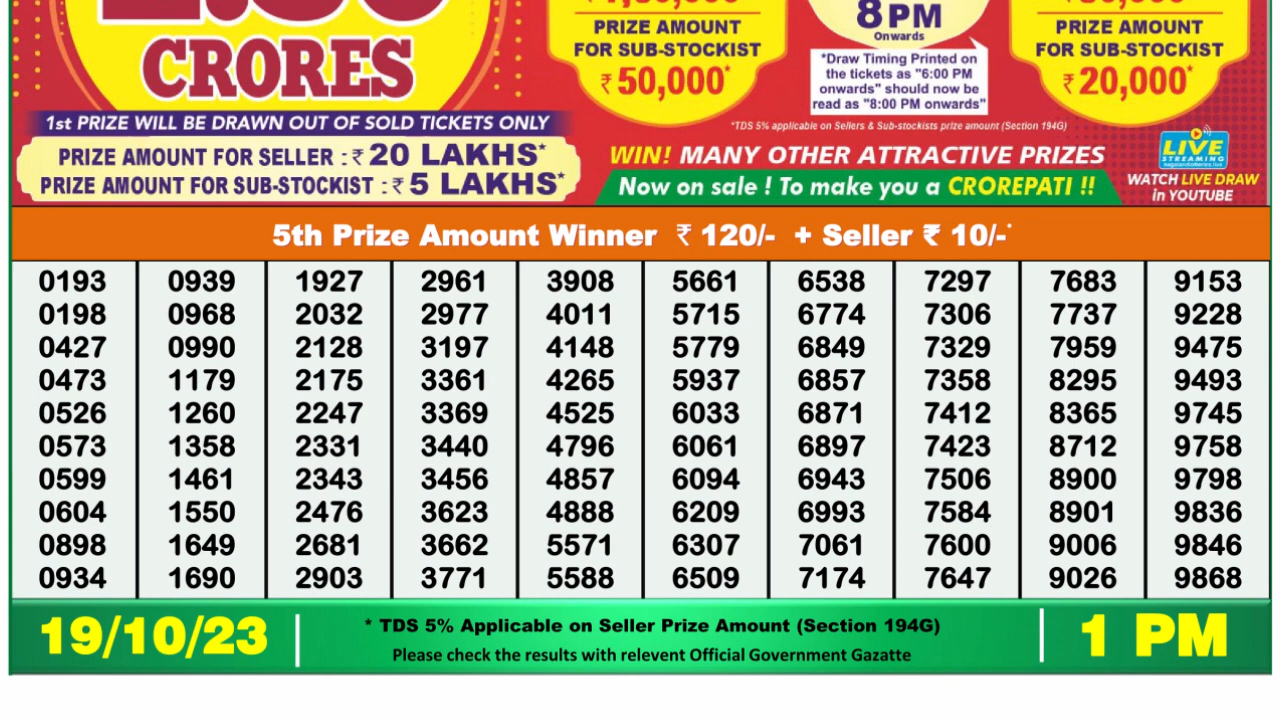 CRORES
1st PRIZE WILL BE DRAWN OUT OF SOLD TICKETS ONLY
PRIZE AMOUNT FOR SELLER : ₹ 20 LAKHS*
PRIZE AMOUNT FOR SUB-STOCKIST : ₹ 5 LAKHS*
PRIZE AMOUNT
FOR SUB-STOCKIST
₹ 50,000*
8 PM
Onwards
*Draw Timing Printed on
the tickets as "6:00 PM
onwards" should now be
read as "8:00 PM onwards"
PRIZE AMOUNT
FOR SUB-STOCKIST
₹ 20,000*
*TDS 5% applicable on Sellers & Sub-stockists prize amount (Section 194G)
WIN! MANY OTHER ATTRACTIVE PRIZES
Now on sale ! To make you a CROREPATI !!
LIVE
STREAMING
WATCH LIVE DRAW
in YOUTUBE
5th Prize Amount Winner ₹ 120/- + Seller ₹ 10/-*
0193 0939 1927 2961 3908 5661 6538 7297 7683 9153
0198 0968 2032 2977 4011 5715 6774 7306 7737 9228
0427 0990 2128 3197 4148 5779 6849 7329 7959 9475
0473 1179 2175 3361 4265 5937 6857 7358 8295 9493
0526 1260 2247 3369 4525 6033 6871 7412 8365 9745
0573 1358 2331 3440 4796 6061 6897 7423 8712 9758
0599 1461 2343 3456 4857 6094 6943 7506 8900 9798
0604 1550 2476 3623 4888 6209 6993 7584 8901 9836
0898 1649 2681 3662 5571 6307 7061 7600 9006 9846
0934 1690 2903 3771 5588 6509 7174 7647 9026 9868
19/10/23
* TDS 5% Applicable on Seller Prize Amount (Section 194G)
Please check the results with relevent Official Government Gazatte
1 PM